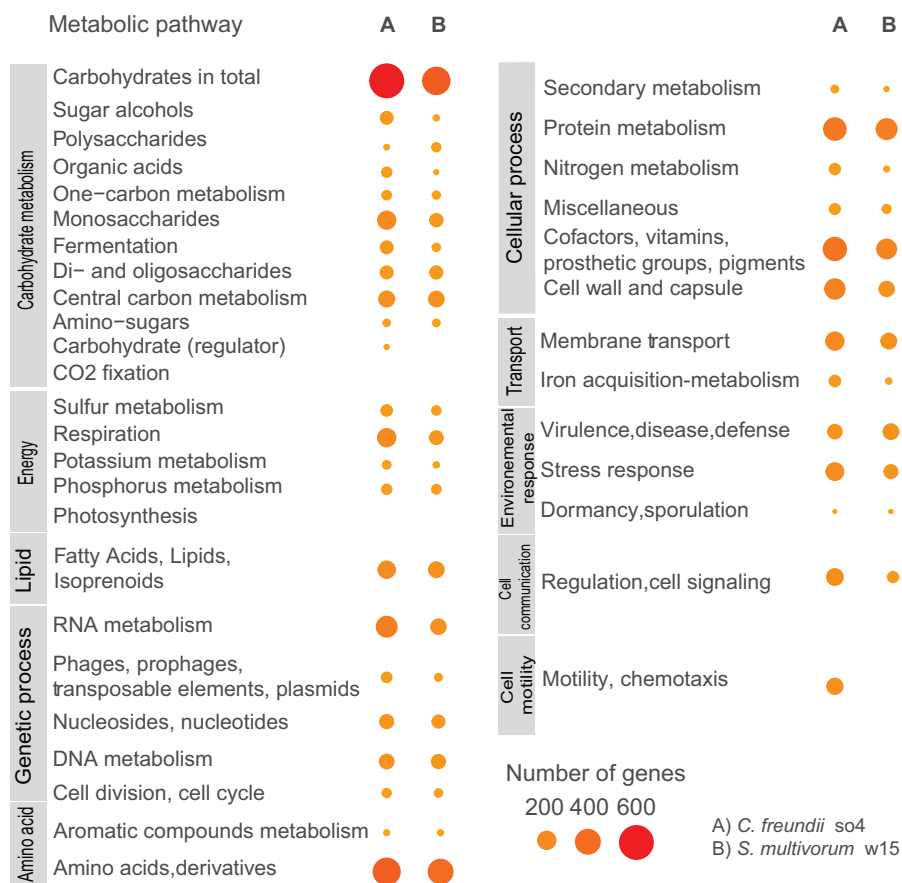 Metabolic pathway A B
Carbohydrate metabolism
Carbohydrates in total
Sugar alcohols
Polysaccharides
Organic acids
One−carbon metabolism
Monosaccharides
Fermentation
Di− and oligosaccharides
Central carbon metabolism
Amino−sugars
Carbohydrate (regulator)
CO2 fixation
Energy
Sulfur metabolism
Respiration
Potassium metabolism
Phosphorus metabolism
Photosynthesis
Lipid
Fatty Acids, Lipids,
Isoprenoids
Genetic process
RNA metabolism
Phages, prophages,
transposable elements, plasmids
Nucleosides, nucleotides
DNA metabolism
Cell division, cell cycle
Amino acid
Aromatic compounds metabolism
Amino acids,derivatives
A B
Cellular process
Secondary metabolism
Protein metabolism
Nitrogen metabolism
Miscellaneous
Cofactors, vitamins,
prosthetic groups, pigments
Cell wall and capsule
Transport
Membrane transport
Iron acquisition-metabolism
Environemental
response
Virulence,disease,defense
Stress response
Dormancy,sporulation
Cell
communication
Regulation,cell signaling
Cell
motility
Motility, chemotaxis
Number of genes
200 400 600
A) C. freundii so4
B) S. multivorum w15